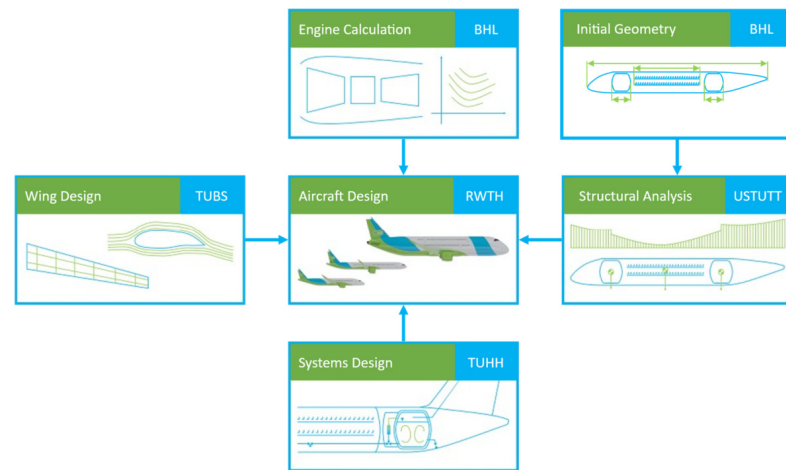 Engine Calculation BHL
Initial Geometry BHL
Wing Design TUBS
Aircraft Design RWTH
Structural Analysis USTUTT
Systems Design TUHH